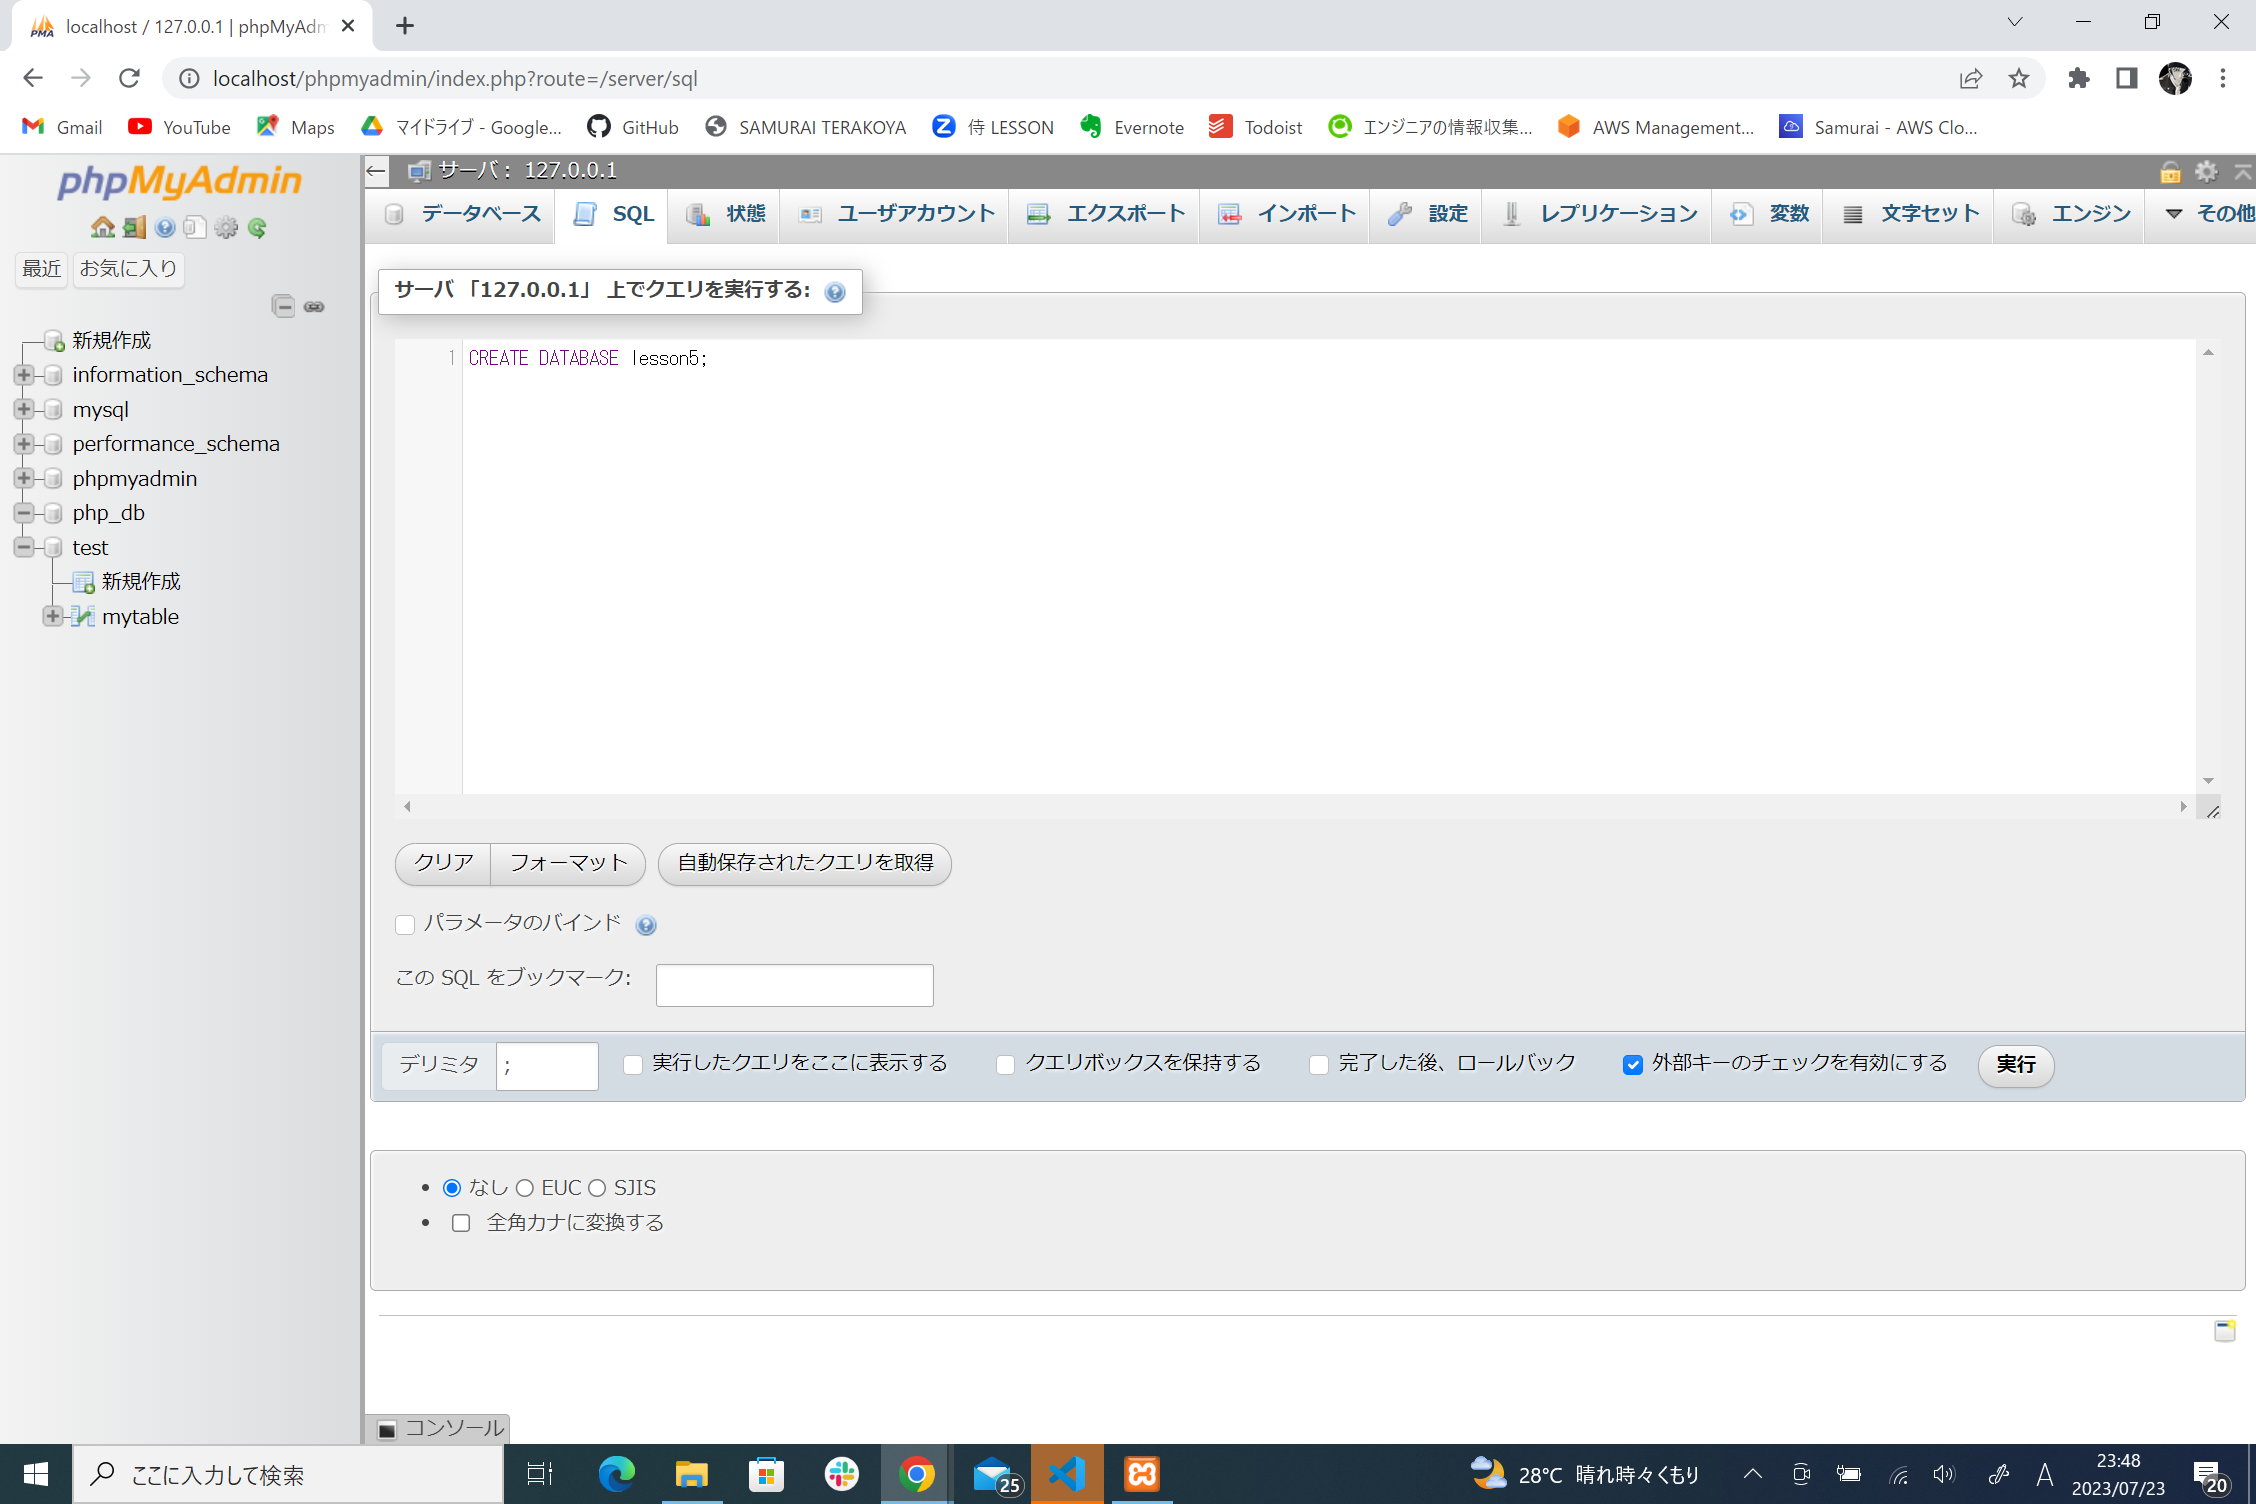 localhost / 127.0.0.1 | phpMyAdm
localhost/phpmyadmin/index.php?route=/server/sql
Gmail YouTube Maps マイドライブ - Google... GitHub SAMURAI TERAKOYA 侍 LESSON Evernote Todoist エンジニアの情報収集... AWS Management... Samurai - AWS Clo...
phpMyAdmin
最近 お気に入り
新規作成
information_schema
mysql
performance_schema
phpmyadmin
php_db
test
新規作成
mytable
サーバ: 127.0.0.1
データベース SQL 状態 ユーザアカウント エクスポート インポート 設定 レプリケーション 変数 文字セット エンジン その他
サーバ 「127.0.0.1」 上でクエリを実行する:
1 CREATE DATABASE lesson5;
クリア フォーマット 自動保存されたクエリを取得
パラメータのバインド
この SQL をブックマーク:
デリミタ ; 実行したクエリをここに表示する クエリボックスを保持する 完了した後、ロールバック 外部キーのチェックを有効にする 実行
なし EUC SJIS
全角カナに変換する
コンソール
ここに入力して検索 25 28°C 晴れ時々くもり A 23:48
2023/07/23 20